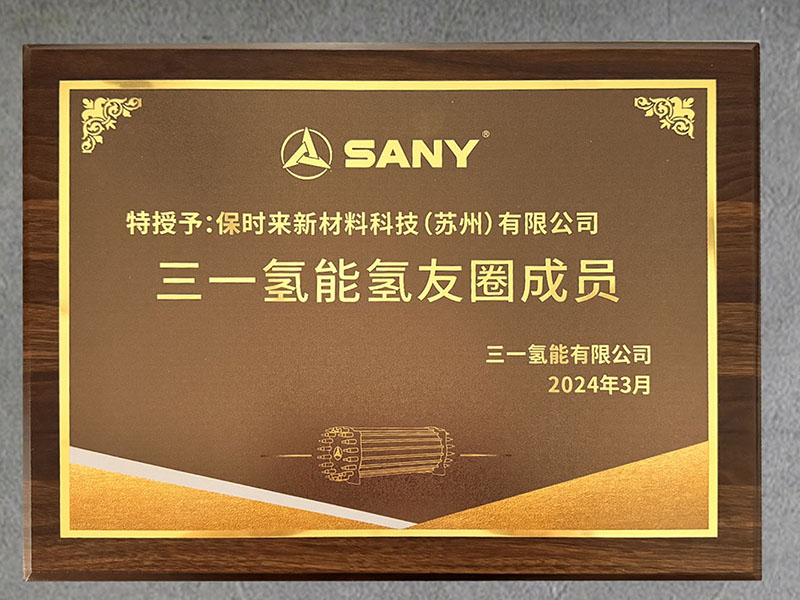 SANY®
特授予:保时来新材料科技(苏州)有限公司
三一氢能氢友圈成员
三一氢能有限公司
2024年3月
SANY